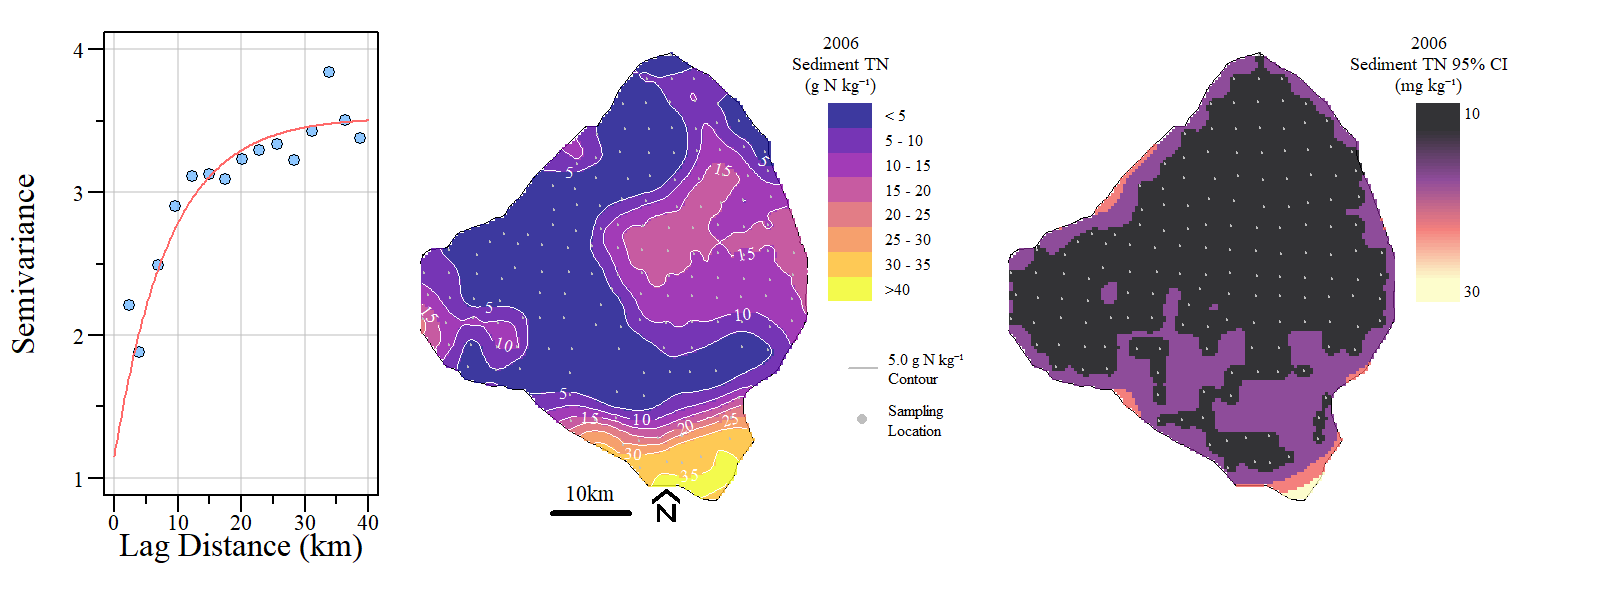 Semivariance
4
3
2
1
0 10 20 30 40
Lag Distance (km)
2006
Sediment TN
(g N kg⁻¹)
< 5
5 - 10
10 - 15
15 - 20
20 - 25
25 - 30
30 - 35
>40
5.0 g N kg⁻¹
Contour
Sampling
Location
15
5
5
15
15
5
10
10
5
15
10
20
25
30
35
10km
N
2006
Sediment TN 95% CI
(mg kg⁻¹)
10
30